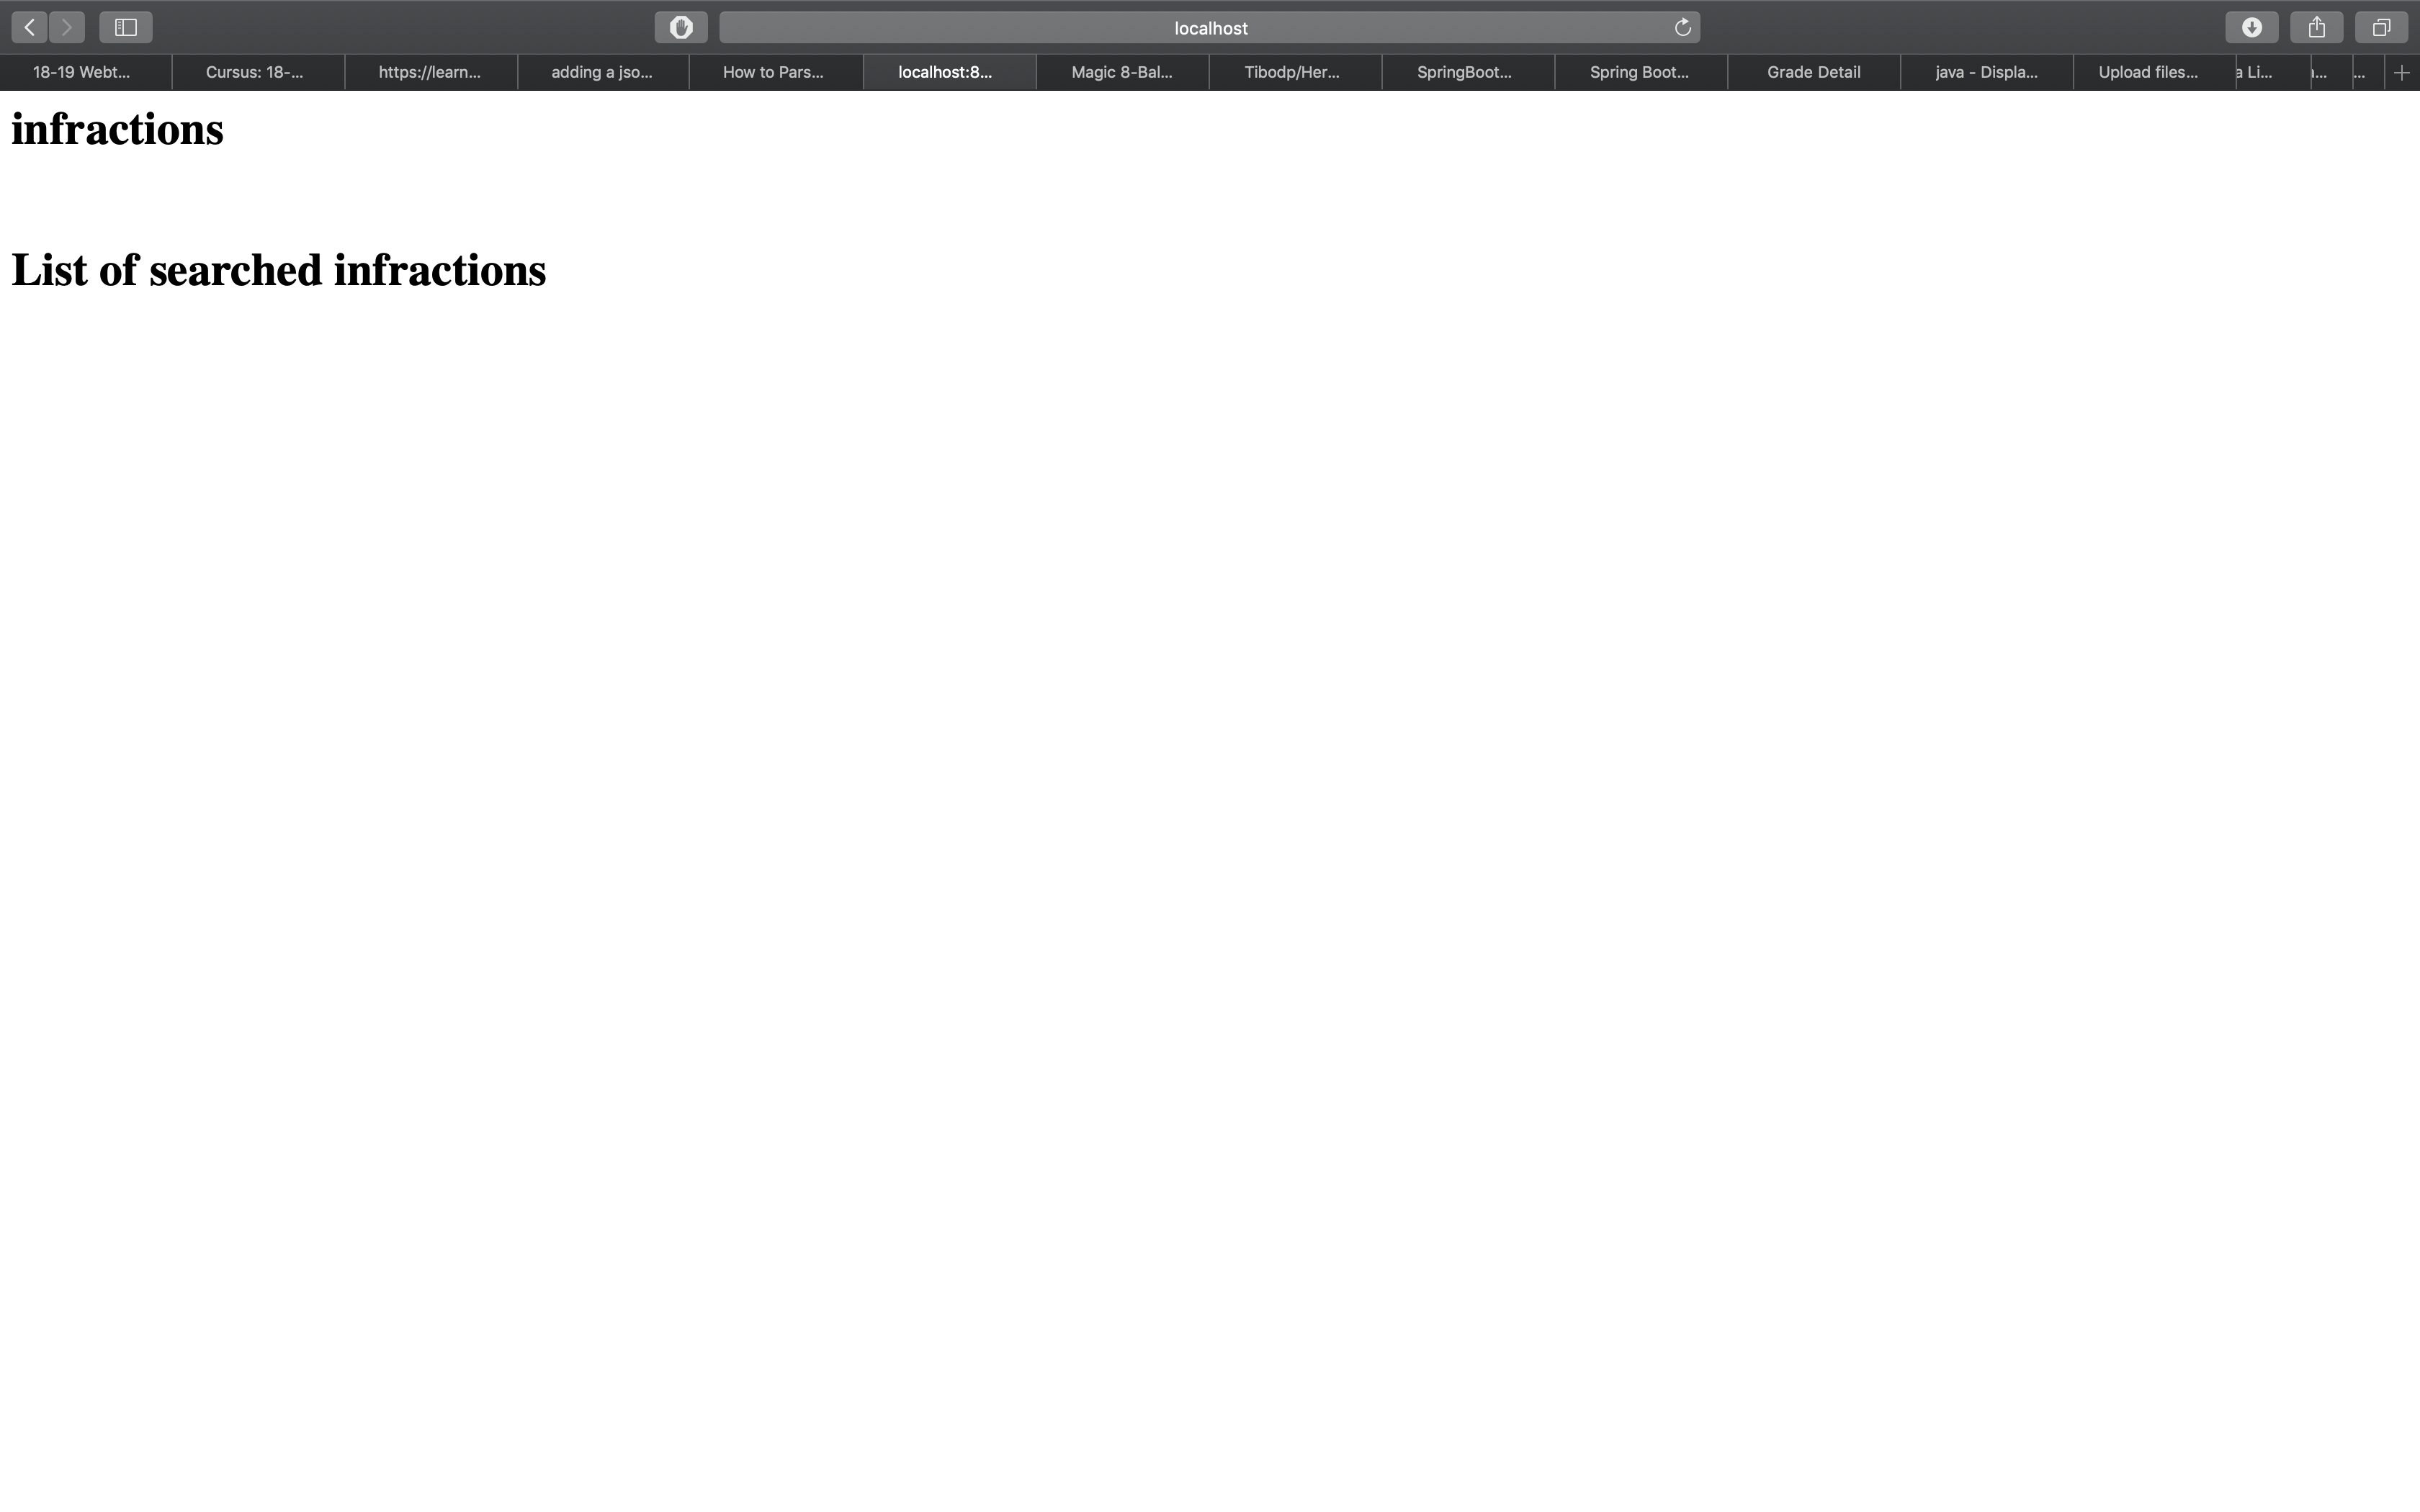 localhost
18-19 Webt... Cursus: 18-... https://learn... adding a jso... How to Pars... localhost:8... Magic 8-Bal... Tibodp/Her... SpringBoot... Spring Boot... Grade Detail java - Displa... Upload files... a Li... ... ...
infractions
List of searched infractions